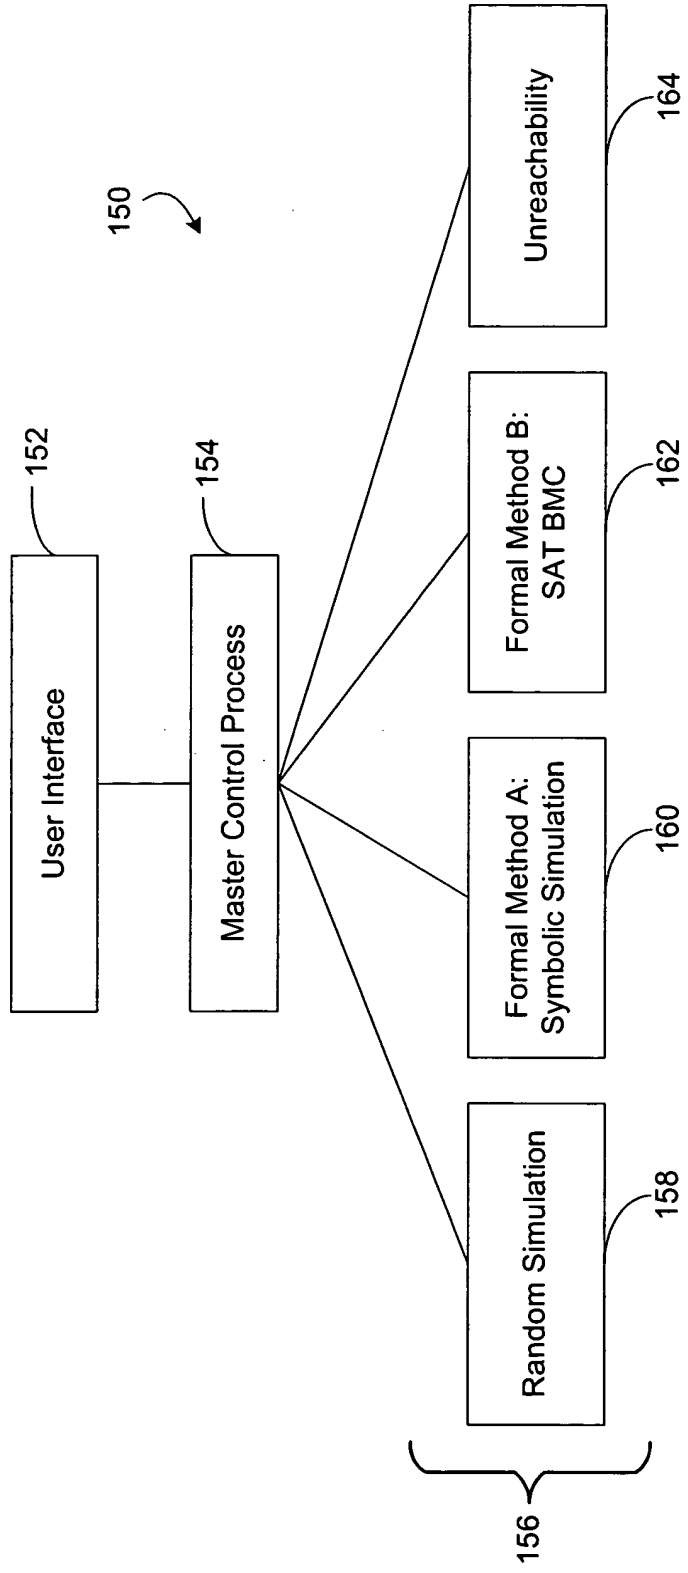 150
User Interface
152
Master Control Process
154
156
Random Simulation
158
Formal Method A:
Symbolic Simulation
160
Formal Method B:
SAT BMC
162
Unreachability
164